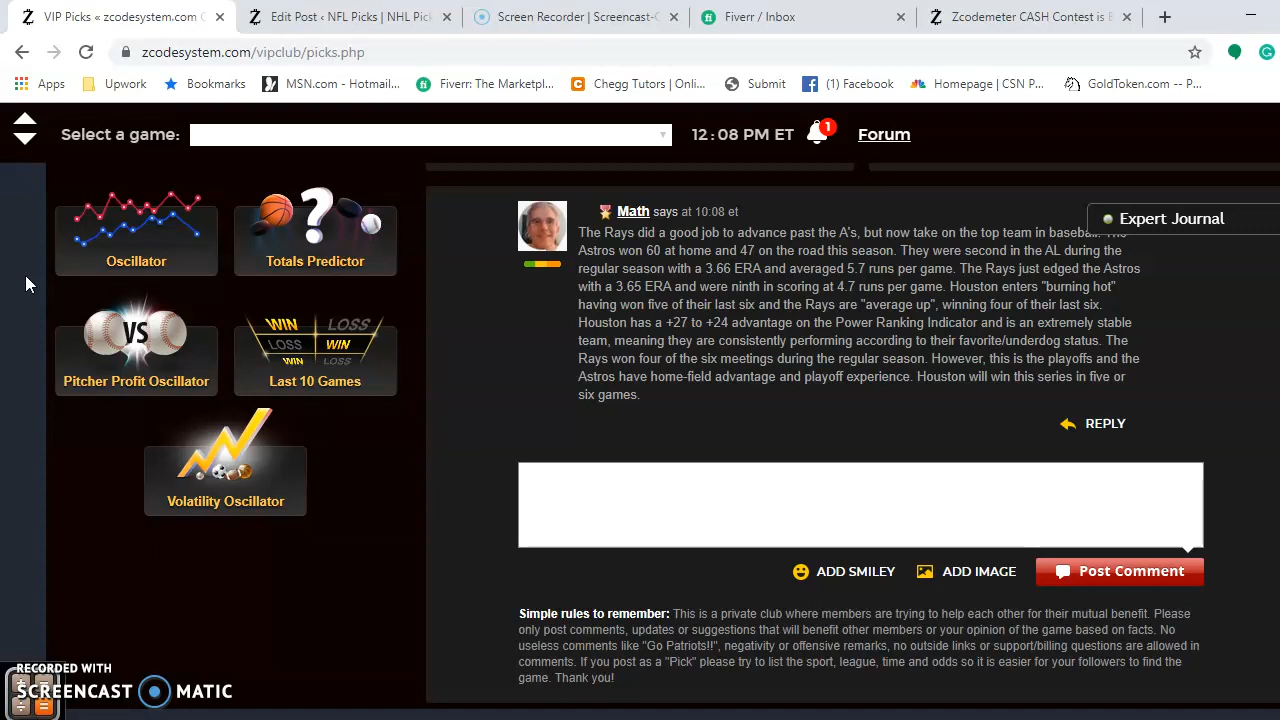 VIP Picks « zcodesystem.com
Edit Post ‹ NFL Picks | NHL Pick
Screen Recorder | Screencast-O
Fiverr / Inbox
Zcodemeter CASH Contest is
zcodesystem.com/vipclub/picks.php
Apps
Upwork
Bookmarks
MSN.com - Hotmail...
Fiverr: The Marketpl...
Chegg Tutors | Onli...
Submit
(1) Facebook
Homepage | CSN P...
GoldToken.com -- P...
Select a game:
12:08 PM ET
1
Forum
Expert Journal
Oscillator
Totals Predictor
VS
Pitcher Profit Oscillator
WIN LOSS
LOSS WIN
WIN LOSS
Last 10 Games
Volatility Oscillator
Math says at 10:08 et
The Rays did a good job to advance past the A's, but now take on the top team in baseball. The
Astros won 60 at home and 47 on the road this season. They were second in the AL during the
regular season with a 3.66 ERA and averaged 5.7 runs per game. The Rays just edged the Astros
with a 3.65 ERA and were ninth in scoring at 4.7 runs per game. Houston enters "burning hot"
having won five of their last six and the Rays are "average up", winning four of their last six.
Houston has a +27 to +24 advantage on the Power Ranking Indicator and is an extremely stable
team, meaning they are consistently performing according to their favorite/underdog status. The
Rays won four of the six meetings during the regular season. However, this is the playoffs and the
Astros have home-field advantage and playoff experience. Houston will win this series in five or
six games.
REPLY
ADD SMILEY
ADD IMAGE
Post Comment
Simple rules to remember: This is a private club where members are trying to help each other for their mutual benefit. Please
only post comments, updates or suggestions that will benefit other members or your opinion of the game based on facts. No
useless comments like "Go Patriots!!", negativity or offensive remarks, no outside links or support/billing questions are allowed in
comments. If you post as a "Pick" please try to list the sport, league, time and odds so it is easier for your followers to find the
game. Thank you!
RECORDED WITH
SCREENCAST MATIC